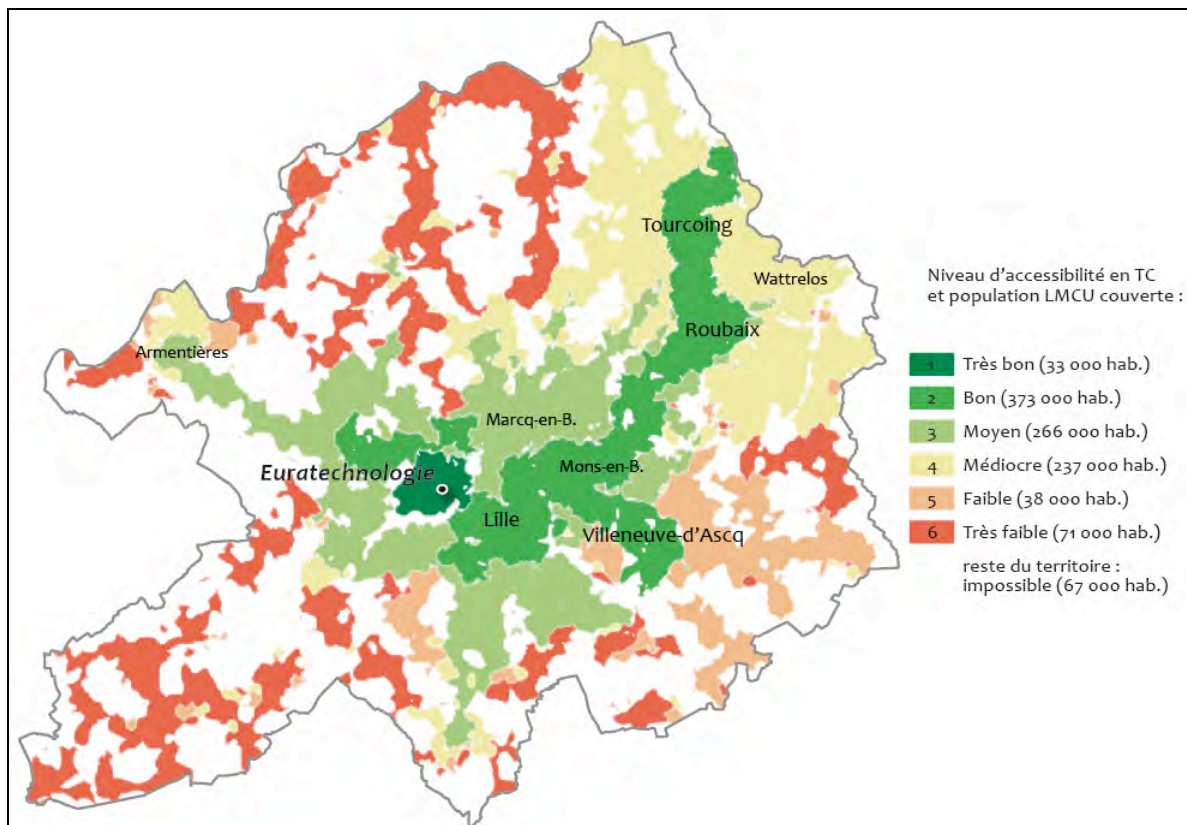 Tourcoing
Wattrelos
Roubaix
Armentières
Marcq-en-B.
Euratechnologie
Mons-en-B.
Lille
Villeneuve-d'Ascq
Niveau d'accessibilité en TC
et population LMCU couverte :
1 Très bon (33 000 hab.)
2 Bon (373 000 hab.)
3 Moyen (266 000 hab.)
4 Médiocre (237 000 hab.)
5 Faible (38 000 hab.)
6 Très faible (71 000 hab.)
reste du territoire :
impossible (67 000 hab.)